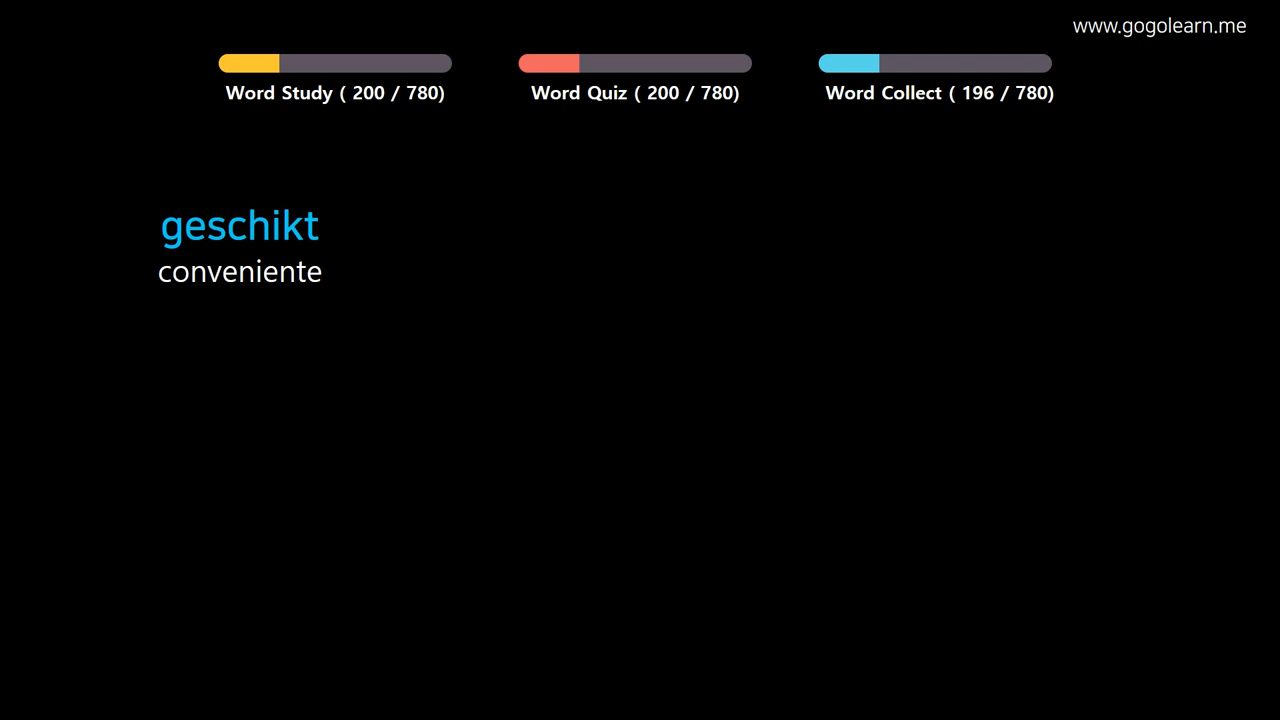 www.gogolearn.me
Word Study ( 200 / 780)
Word Quiz ( 200 / 780)
Word Collect ( 196 / 780)
geschikt
conveniente